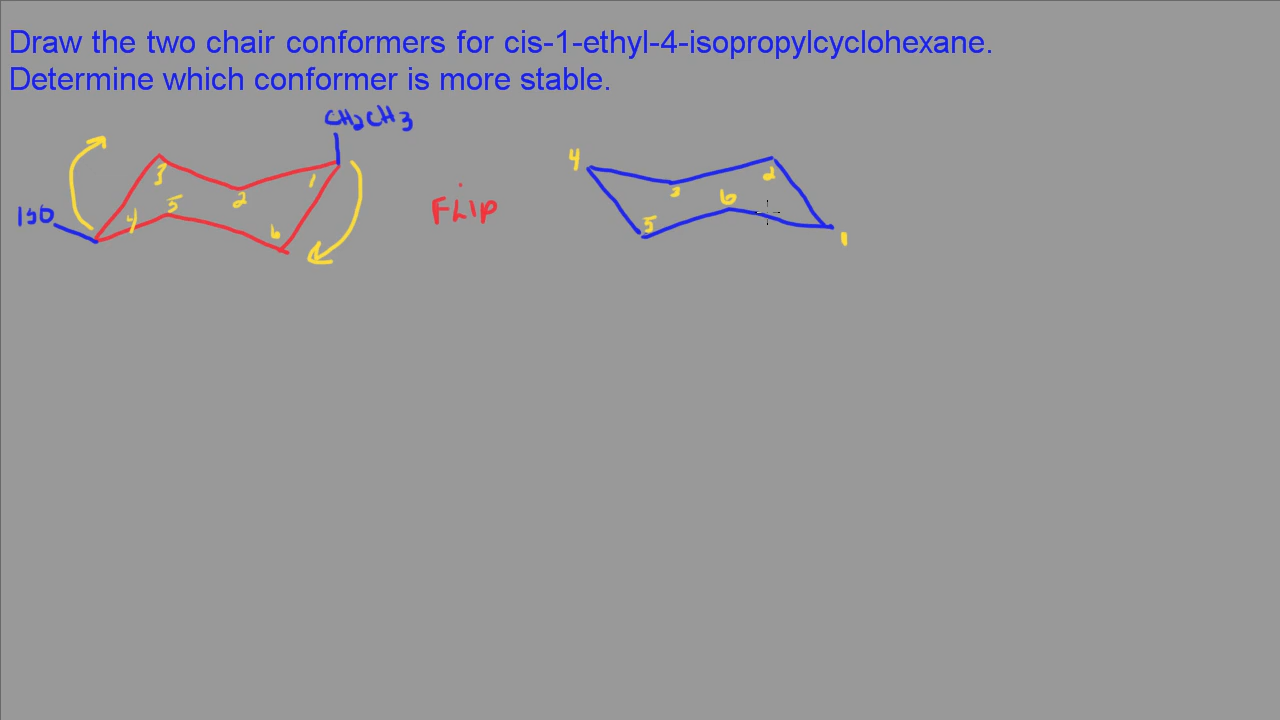 Draw the two chair conformers for cis-1-ethyl-4-isopropylcyclohexane.
Determine which conformer is more stable.
CH2CH3
3
1
5
2
4
6
Iso
FLIP
4
2
3
6
5
1